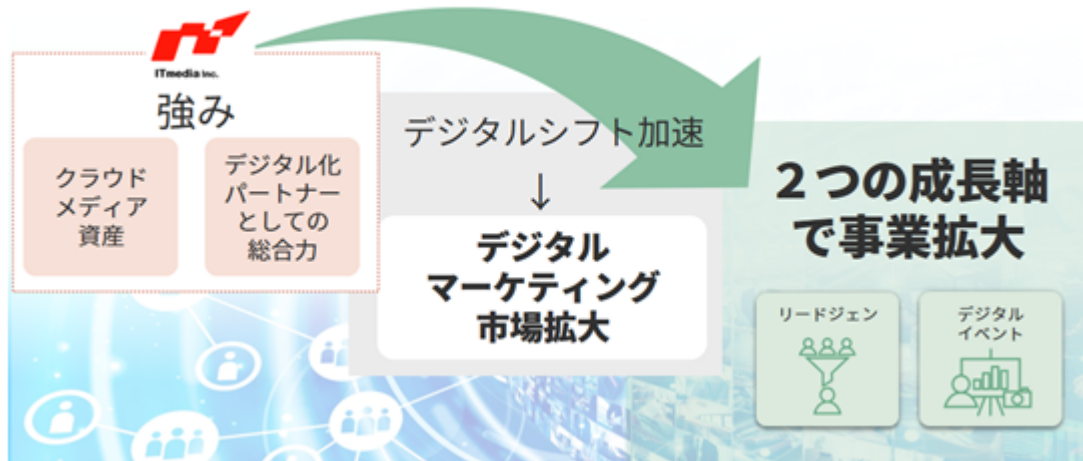 ITmedia Inc.
強み
クラウド
メディア
資産
デジタル化
パートナー
としての
総合力
デジタルシフト加速
↓
デジタル
マーケティング
市場拡大
２つの成長軸
で事業拡大
リードジェン
デジタル
イベント